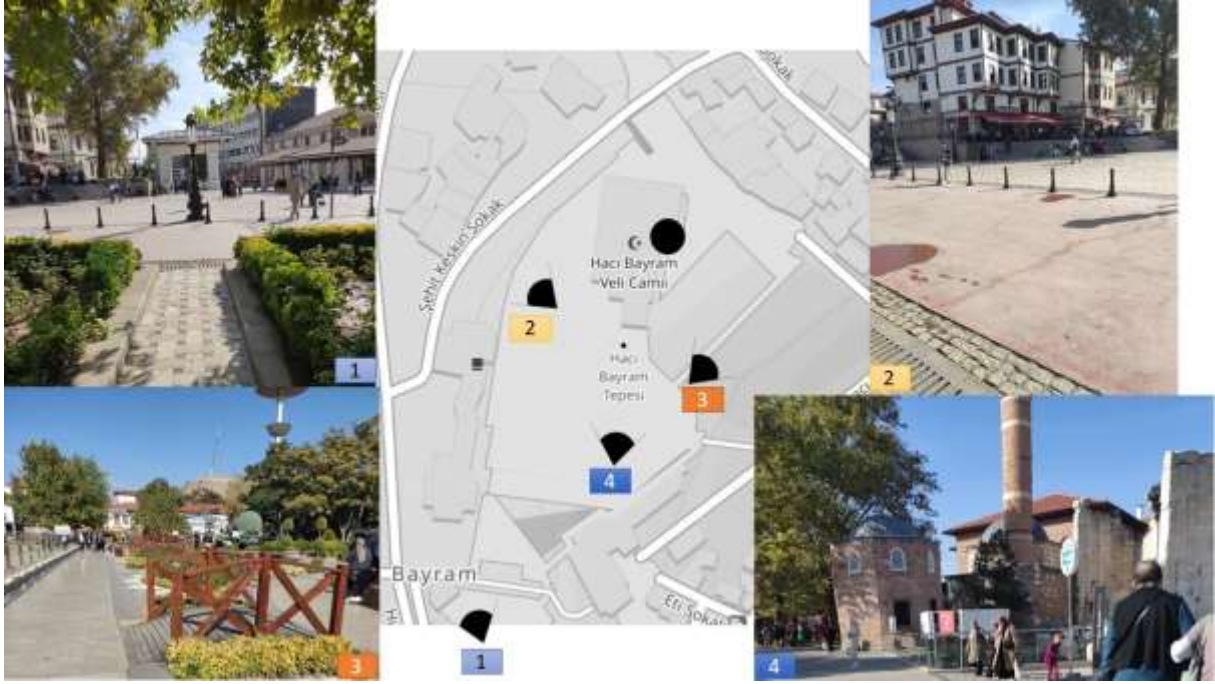 Sokak
Şehit Keskin Sokak
Hacı Bayram
Veli Camii
2
Hacı
Bayram
Tepesi
3
4
Bayram
Eti Sokak
1
1
2
3
4